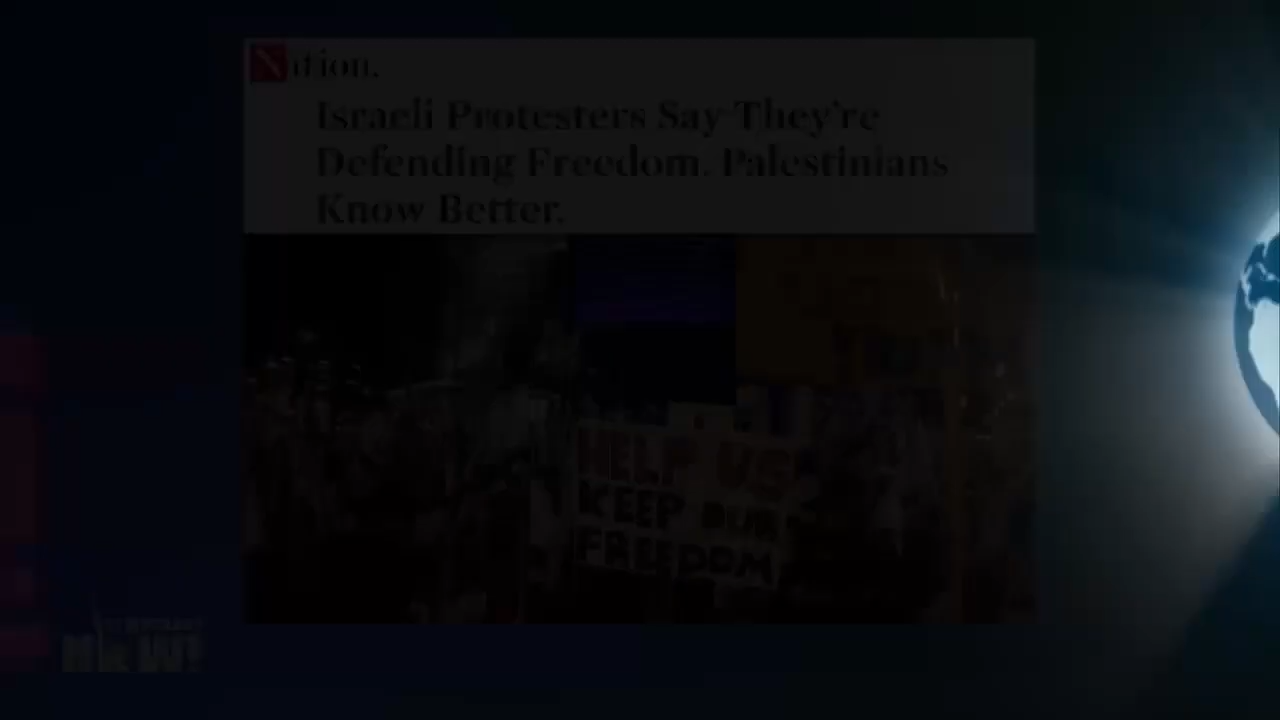 Nation.
Israeli Protesters Say They're
Defending Freedom. Palestinians
Know Better.
HELP US
KEEP OUR
FREEDOM